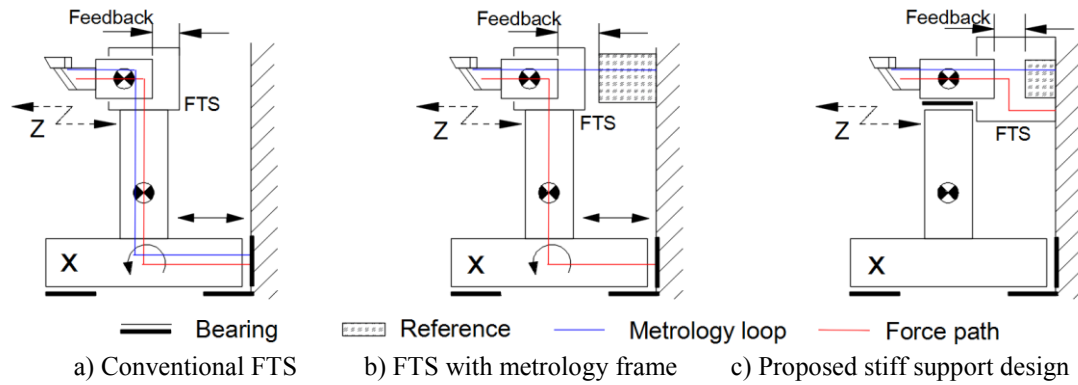 Feedback
FTS
Z
X
Feedback
FTS
Z
X
Feedback
FTS
Z
X
Bearing
Reference
Metrology loop
Force path
a) Conventional FTS
b) FTS with metrology frame
c) Proposed stiff support design